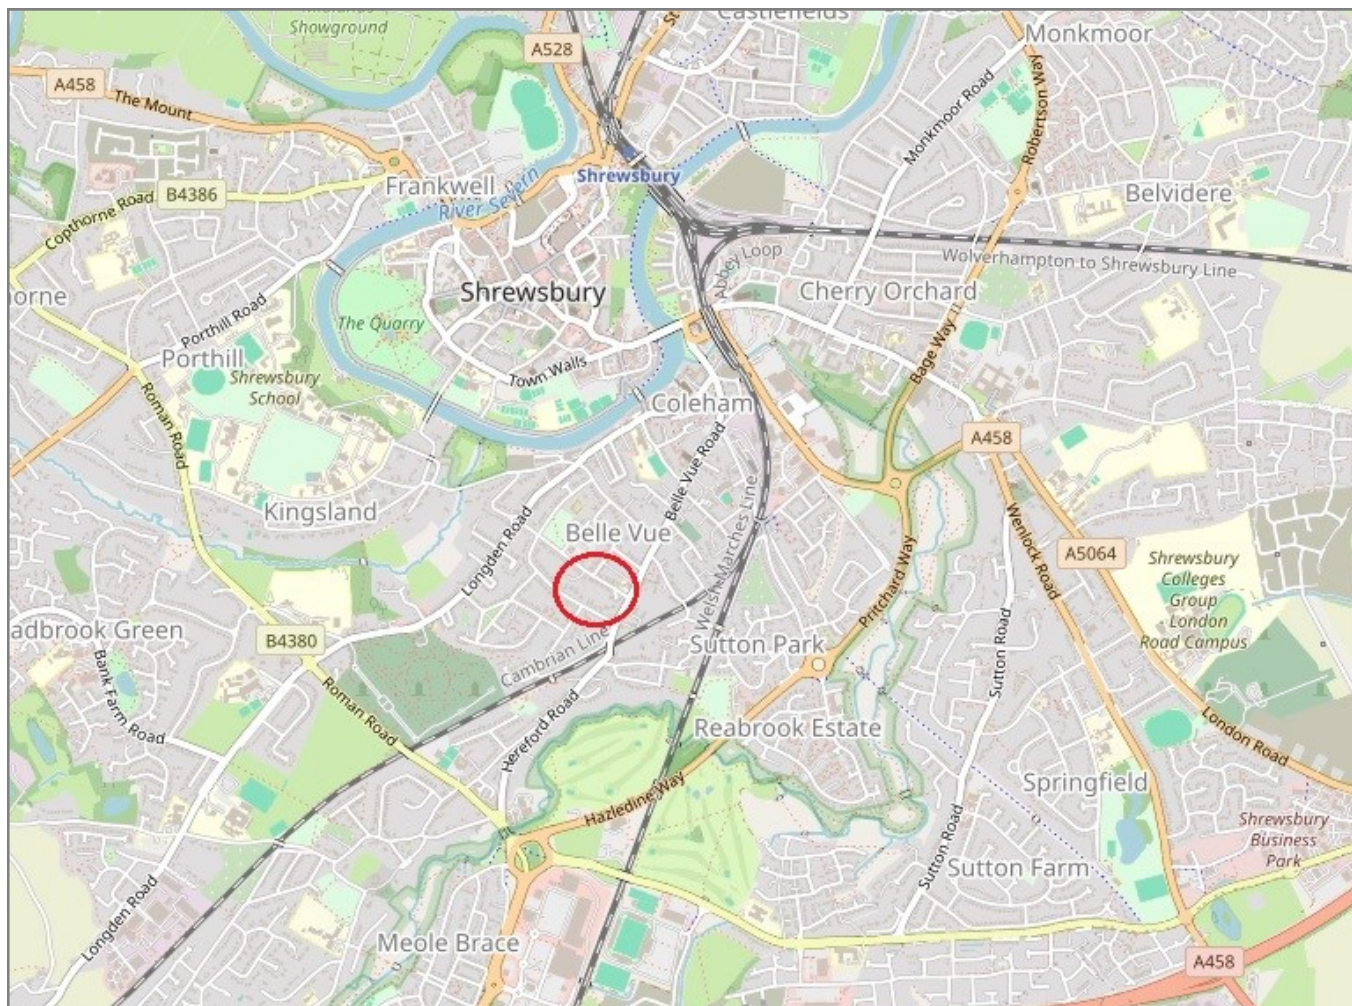 Showground
Castlefields
Monkmoor
A528
A458
The Mount
Monkmoor Road
Robertson Way
Frankwell
River Severn
Shrewsbury
B4386
Copthorne Road
Belvidere
Abbey Loop
Wolverhampton to Shrewsbury Line
Shrewsbury
Cherry Orchard
Porthill Road
The Quarry
Porthill
Shrewsbury
School
Town Walls
Bage Way
Roman Road
Coleham
A458
Belle Vue Road
Kingsland
Longden Road
Belle Vue
Welsh Marches Line
Pritchard Way
Wenlock Road
A5064
Shrewsbury
Colleges
Group
London
Road Campus
adbrook Green
B4380
Cambrian Line
Sutton Park
Sutton Road
Bank Farm Road
Roman Road
Hereford Road
Reabrook Estate
London Road
Hazledine Way
Springfield
Shrewsbury
Business
Park
Sutton Road
Sutton Farm
Longden Road
Meole Brace
A458